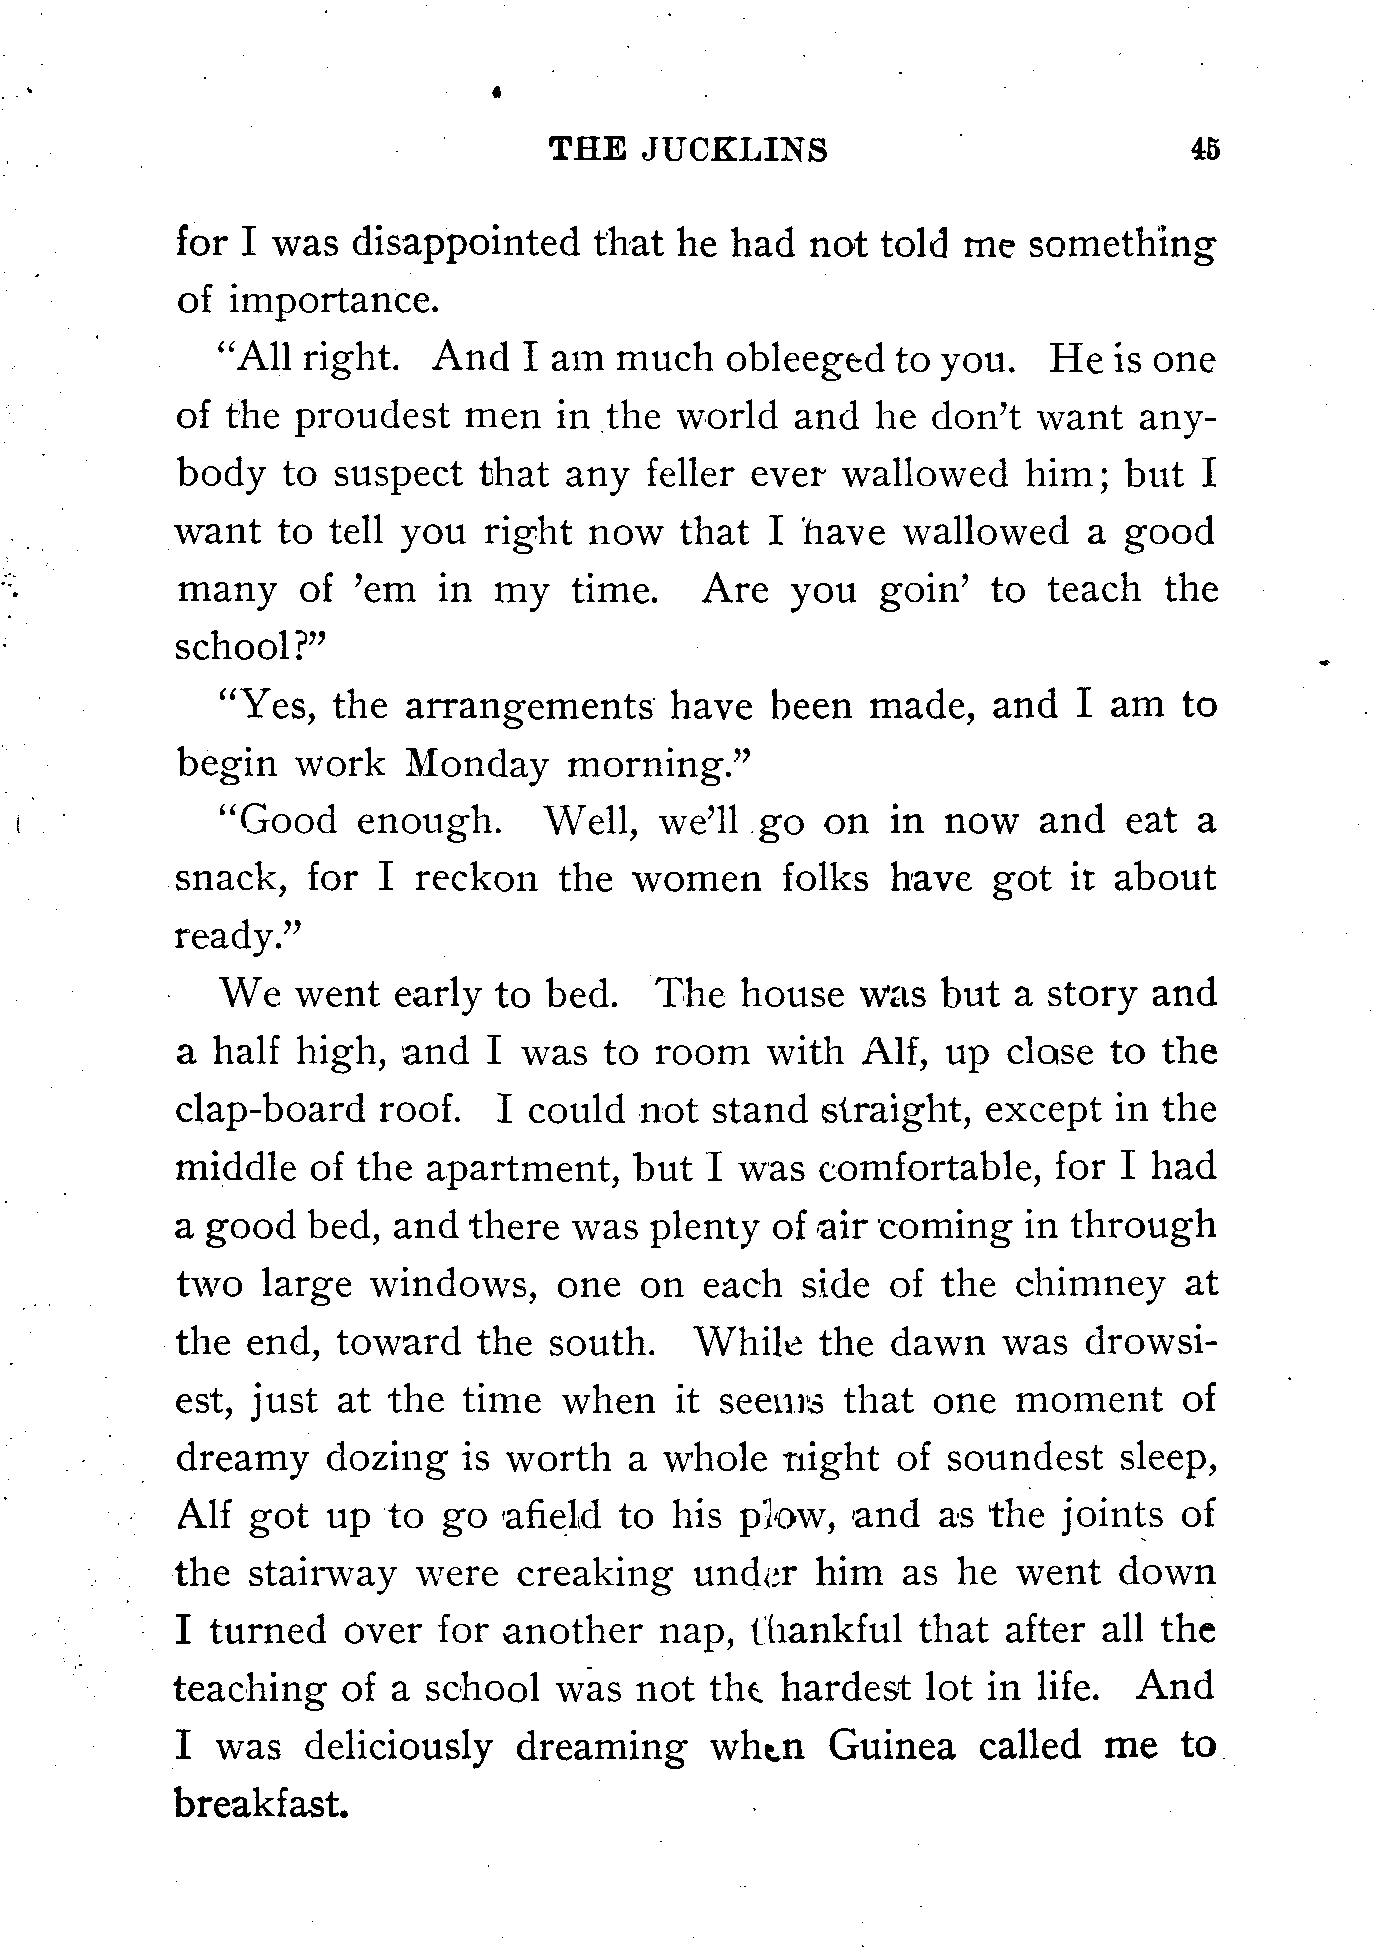 THE JUCKLINS 45
for I was disappointed that he had not told me something
of importance.
“All right. And I am much obleeged to you. He is one
of the proudest men in the world and he don’t want any-
body to suspect that any feller ever wallowed him; but I
want to tell you right now that I have wallowed a good
many of ’em in my time. Are you goin’ to teach the
school?”
“Yes, the arrangements have been made, and I am to
begin work Monday morning.”
“Good enough. Well, we’ll go on in now and eat a
snack, for I reckon the women folks have got it about
ready.”
We went early to bed. The house was but a story and
a half high, and I was to room with Alf, up close to the
clap-board roof. I could not stand straight, except in the
middle of the apartment, but I was comfortable, for I had
a good bed, and there was plenty of air coming in through
two large windows, one on each side of the chimney at
the end, toward the south. While the dawn was drowsi-
est, just at the time when it seems that one moment of
dreamy dozing is worth a whole night of soundest sleep,
Alf got up to go afield to his plow, and as the joints of
the stairway were creaking under him as he went down
I turned over for another nap, thankful that after all the
teaching of a school was not the hardest lot in life. And
I was deliciously dreaming when Guinea called me to
breakfast.